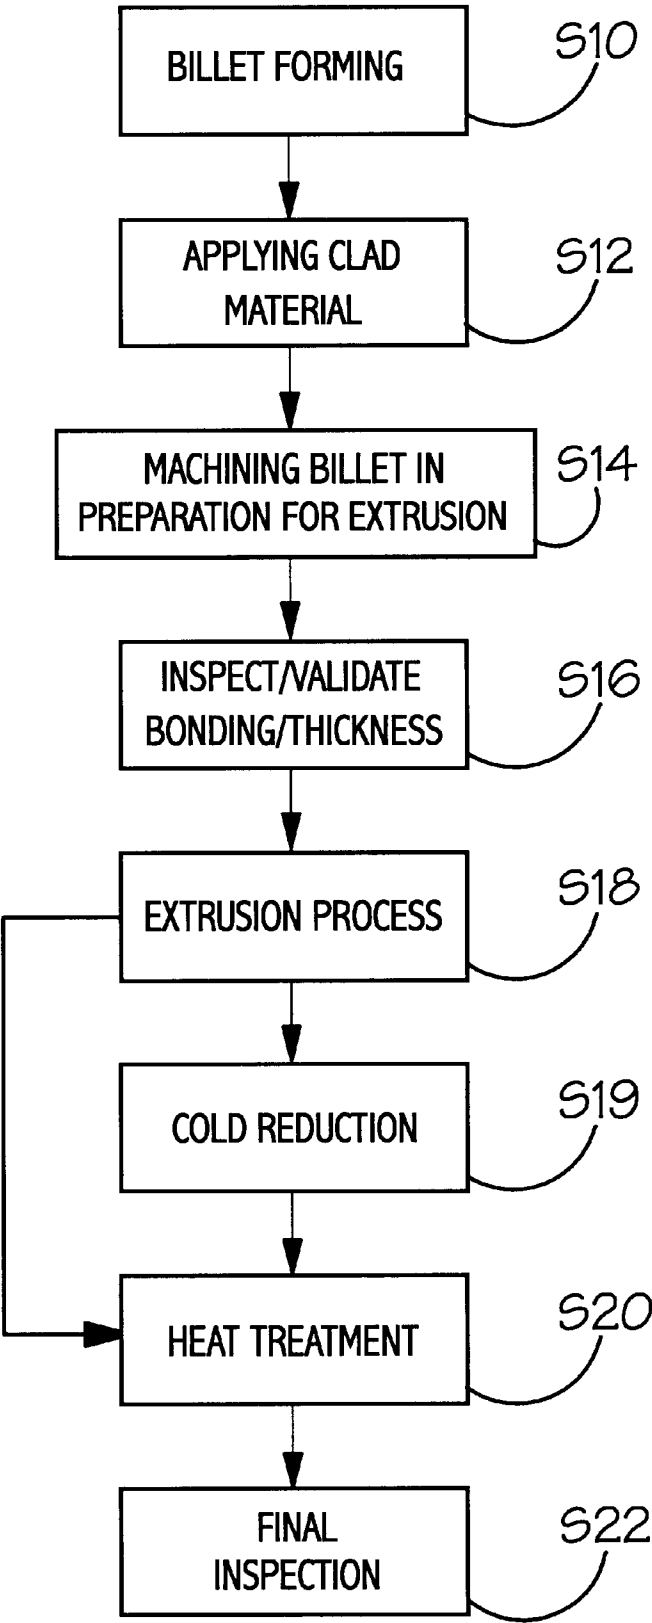 BILLET FORMING
S10
APPLYING CLAD
MATERIAL
S12
MACHINING BILLET IN
PREPARATION FOR EXTRUSION
S14
INSPECT/VALIDATE
BONDING/THICKNESS
S16
EXTRUSION PROCESS
S18
COLD REDUCTION
S19
HEAT TREATMENT
S20
FINAL
INSPECTION
S22